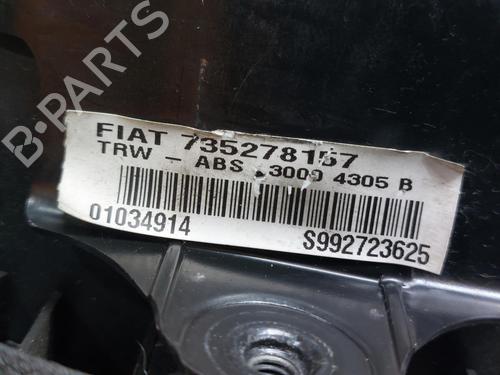 B-PARTS
FIAT 735278157
TRW - ABS 3009 4305 B
01034914
S992723625